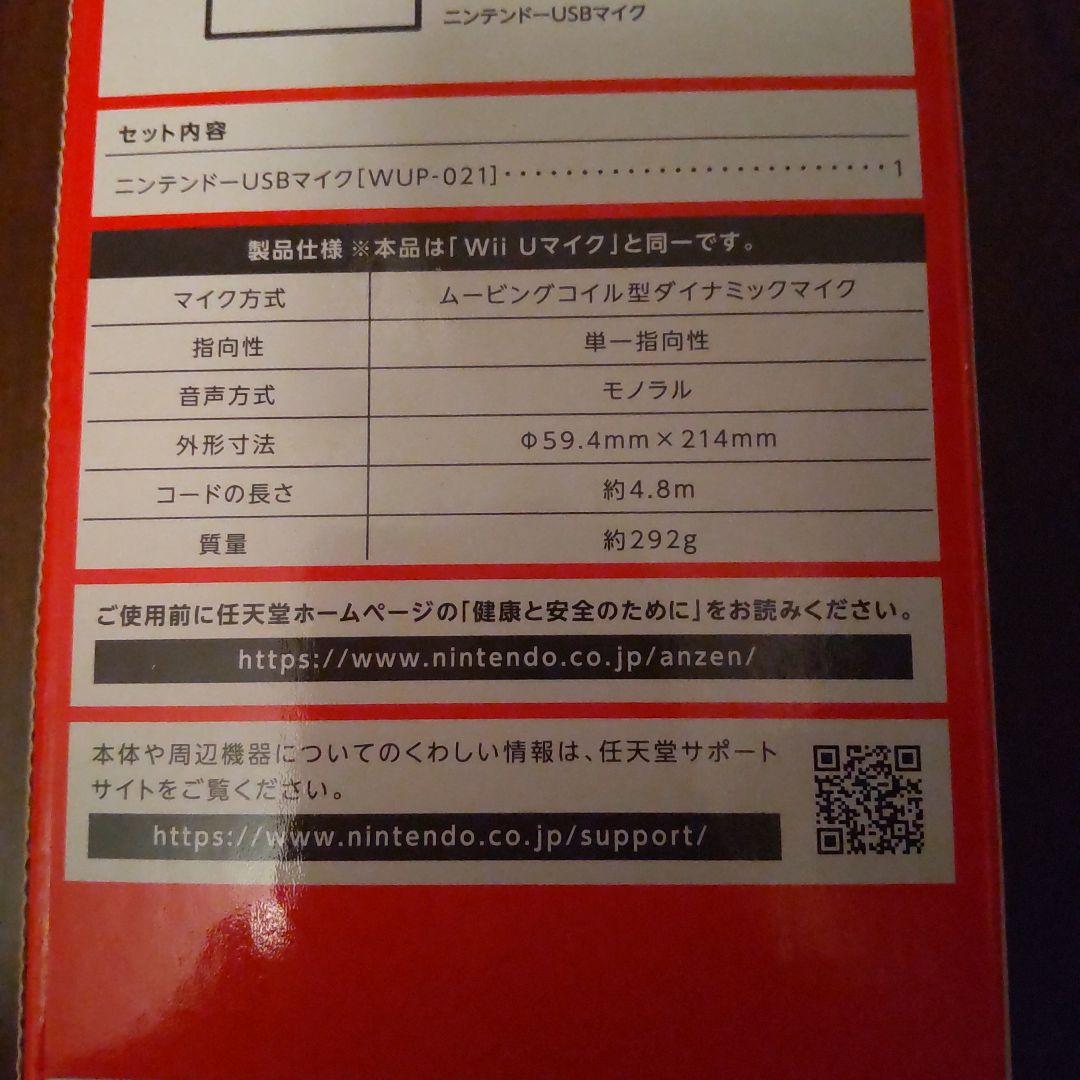 ニンテンドーUSBマイク
セット内容
ニンテンドーUSBマイク[WUP-021]・・・・・・・・・・・・・・・・・・・・・・・・・1
製品仕様 ※本品は「Wii Uマイク」と同一です。
マイク方式 ムービングコイル型ダイナミックマイク
指向性 単一指向性
音声方式 モノラル
外形寸法 Φ59.4mm×214mm
コードの長さ 約4.8m
質量 約292g
ご使用前に任天堂ホームページの「健康と安全のために」をお読みください。
https://www.nintendo.co.jp/anzen/
本体や周辺機器についてのくわしい情報は、任天堂サポート
サイトをご覧ください。
https://www.nintendo.co.jp/support/